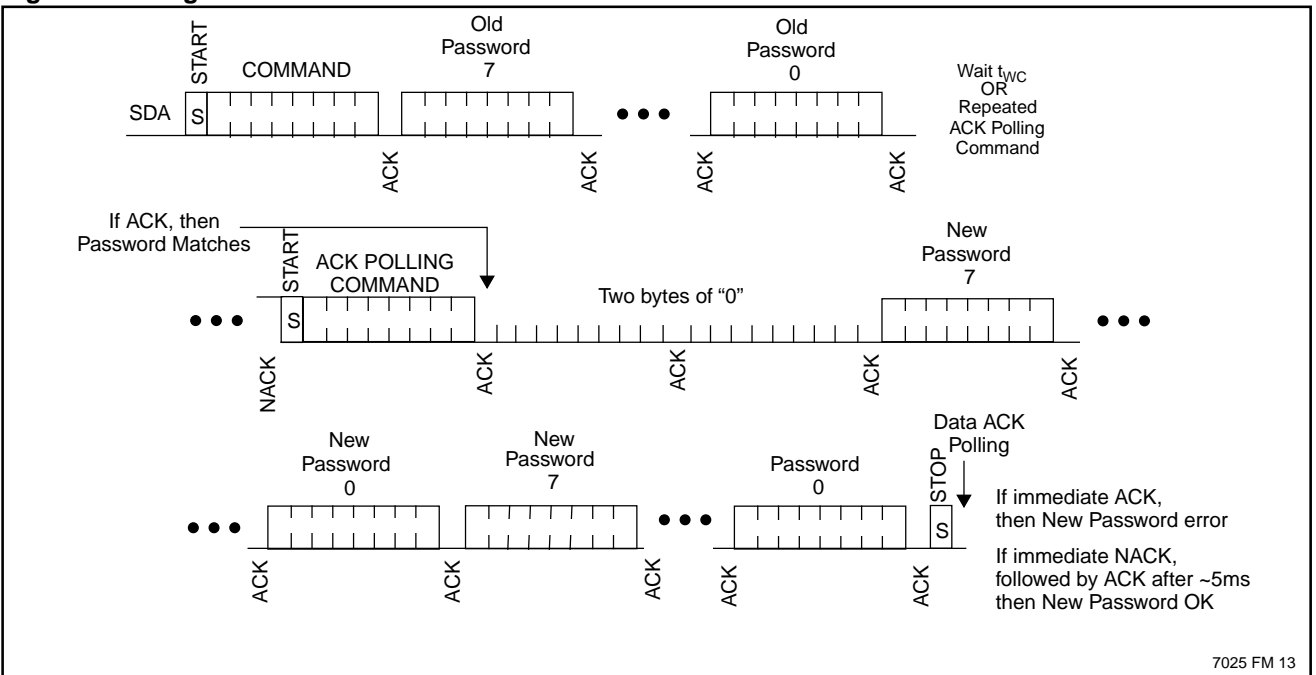 START
COMMAND
Old
Password
7
Old
Password
0
Wait tWC
OR
Repeated
ACK Polling
Command
SDA
S
ACK
ACK
ACK
ACK
If ACK, then
Password Matches
START
ACK POLLING
COMMAND
Two bytes of “0”
New
Password
7
S
NACK
ACK
ACK
ACK
ACK
New
Password
0
New
Password
7
Password
0
STOP
Data ACK
Polling
S
If immediate ACK,
then New Password error
If immediate NACK,
followed by ACK after ~5ms
then New Password OK
ACK
ACK
ACK
ACK
ACK
7025 FM 13